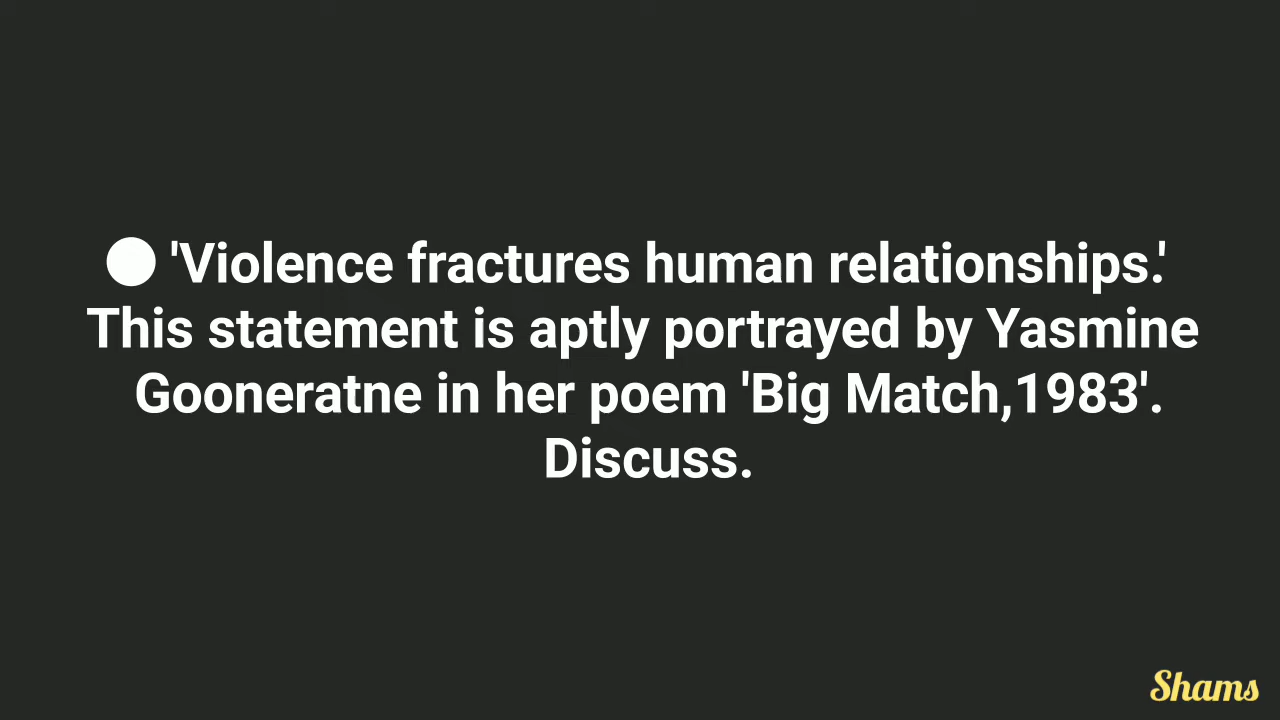 ● 'Violence fractures human relationships.'
This statement is aptly portrayed by Yasmine
Gooneratne in her poem 'Big Match,1983'.
Discuss.
Shams